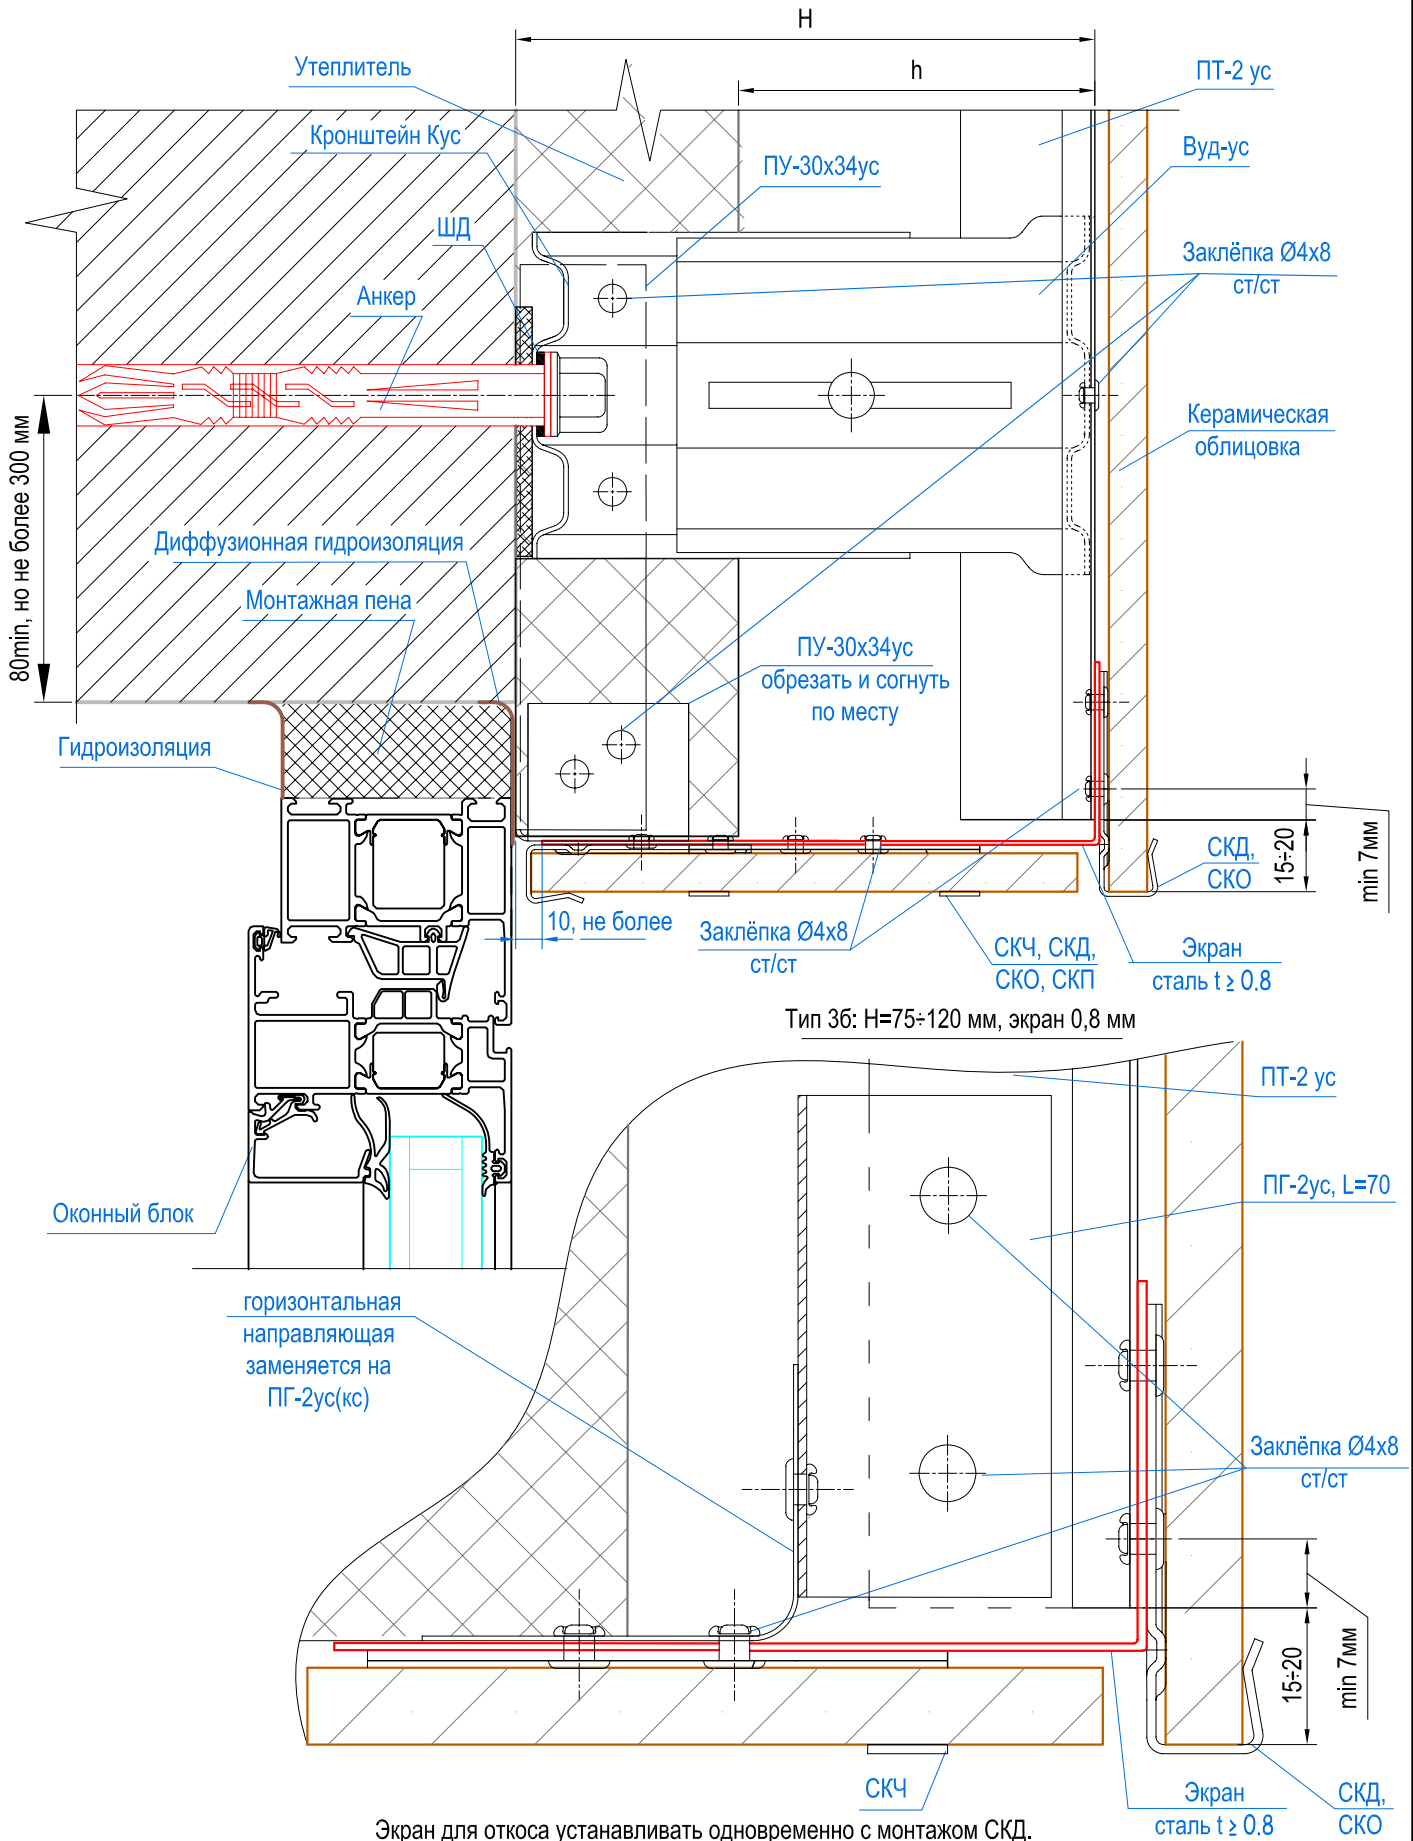 H
h
Утеплитель
ПТ-2 ус
Кронштейн Кус
Вуд-ус
ПУ-30х34ус
ШД
Заклёпка Ø4х8
ст/ст
Анкер
Керамическая
облицовка
80min, но не более 300 мм
Диффузионная гидроизоляция
Монтажная пена
ПУ-30х34ус
обрезать и согнуть
по месту
Гидроизоляция
15÷20
min 7мм
СКД,
СКО
10, не более
Заклёпка Ø4х8
ст/ст
СКЧ, СКД,
СКО, СКП
Экран
сталь t ≥ 0.8
Тип 3б: Н=75÷120 мм, экран 0,8 мм
ПТ-2 ус
ПГ-2ус, L=70
Оконный блок
горизонтальная
направляющая
заменяется на
ПГ-2ус(кс)
Заклёпка Ø4х8
ст/ст
15÷20
min 7мм
СКЧ
Экран
сталь t ≥ 0.8
СКД,
СКО
Экран для откоса устанавливать одновременно с монтажом СКД.